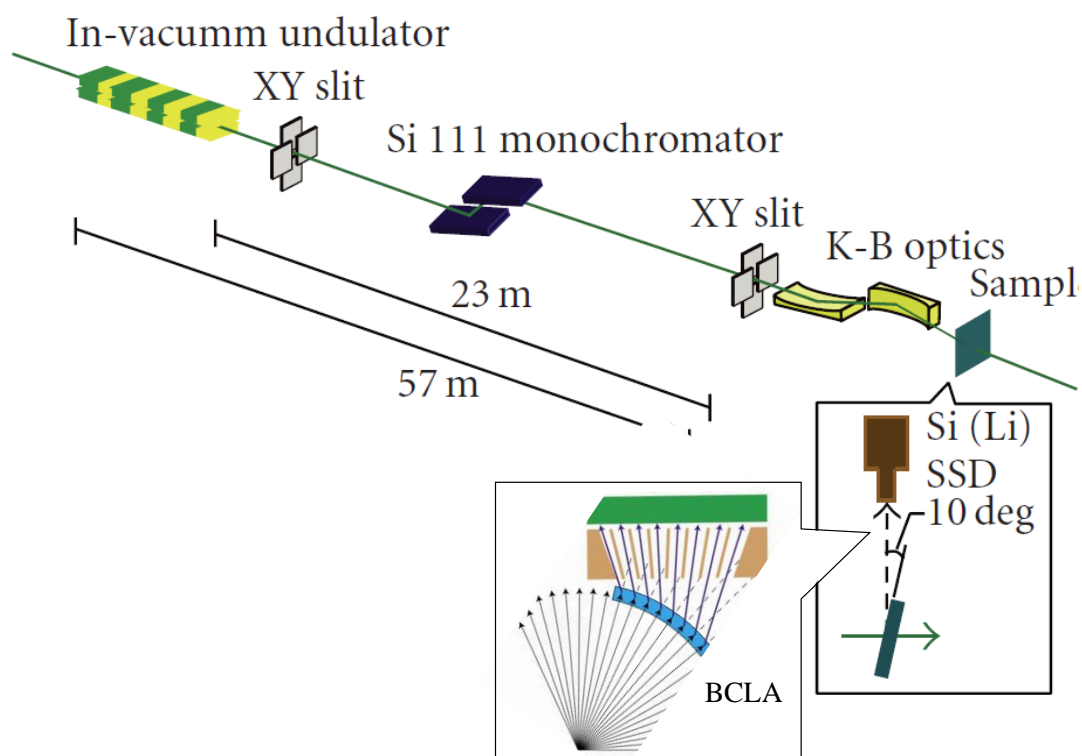 In-vacumm undulator
XY slit
Si 111 monochromator
XY slit
K-B optics
Sampl
23 m
57 m
Si (Li)
SSD
10 deg
BCLA